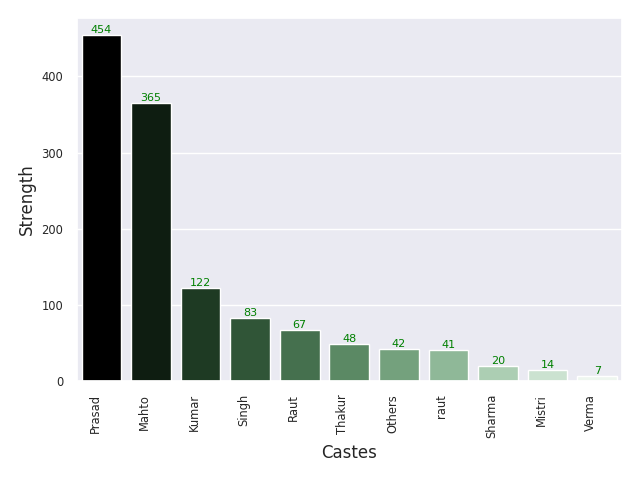 454
365
122
83
67
48
42
41
20
14
7
400
300
200
100
0
Strength
Prasad
Mahto
Kumar
Singh
Raut
Thakur
Others
raut
Sharma
Mistri
Verma
Castes